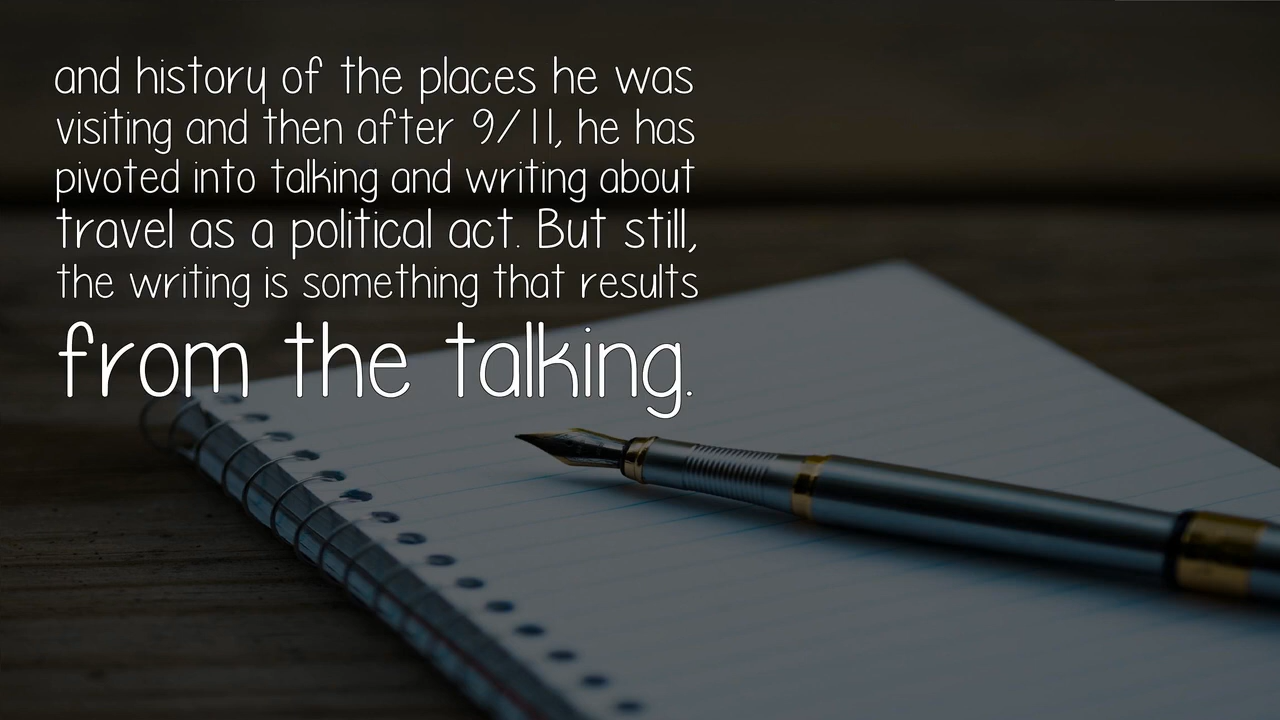 and history of the places he was
visiting and then after 9/11, he has
pivoted into talking and writing about
travel as a political act. But still,
the writing is something that results
from the talking.